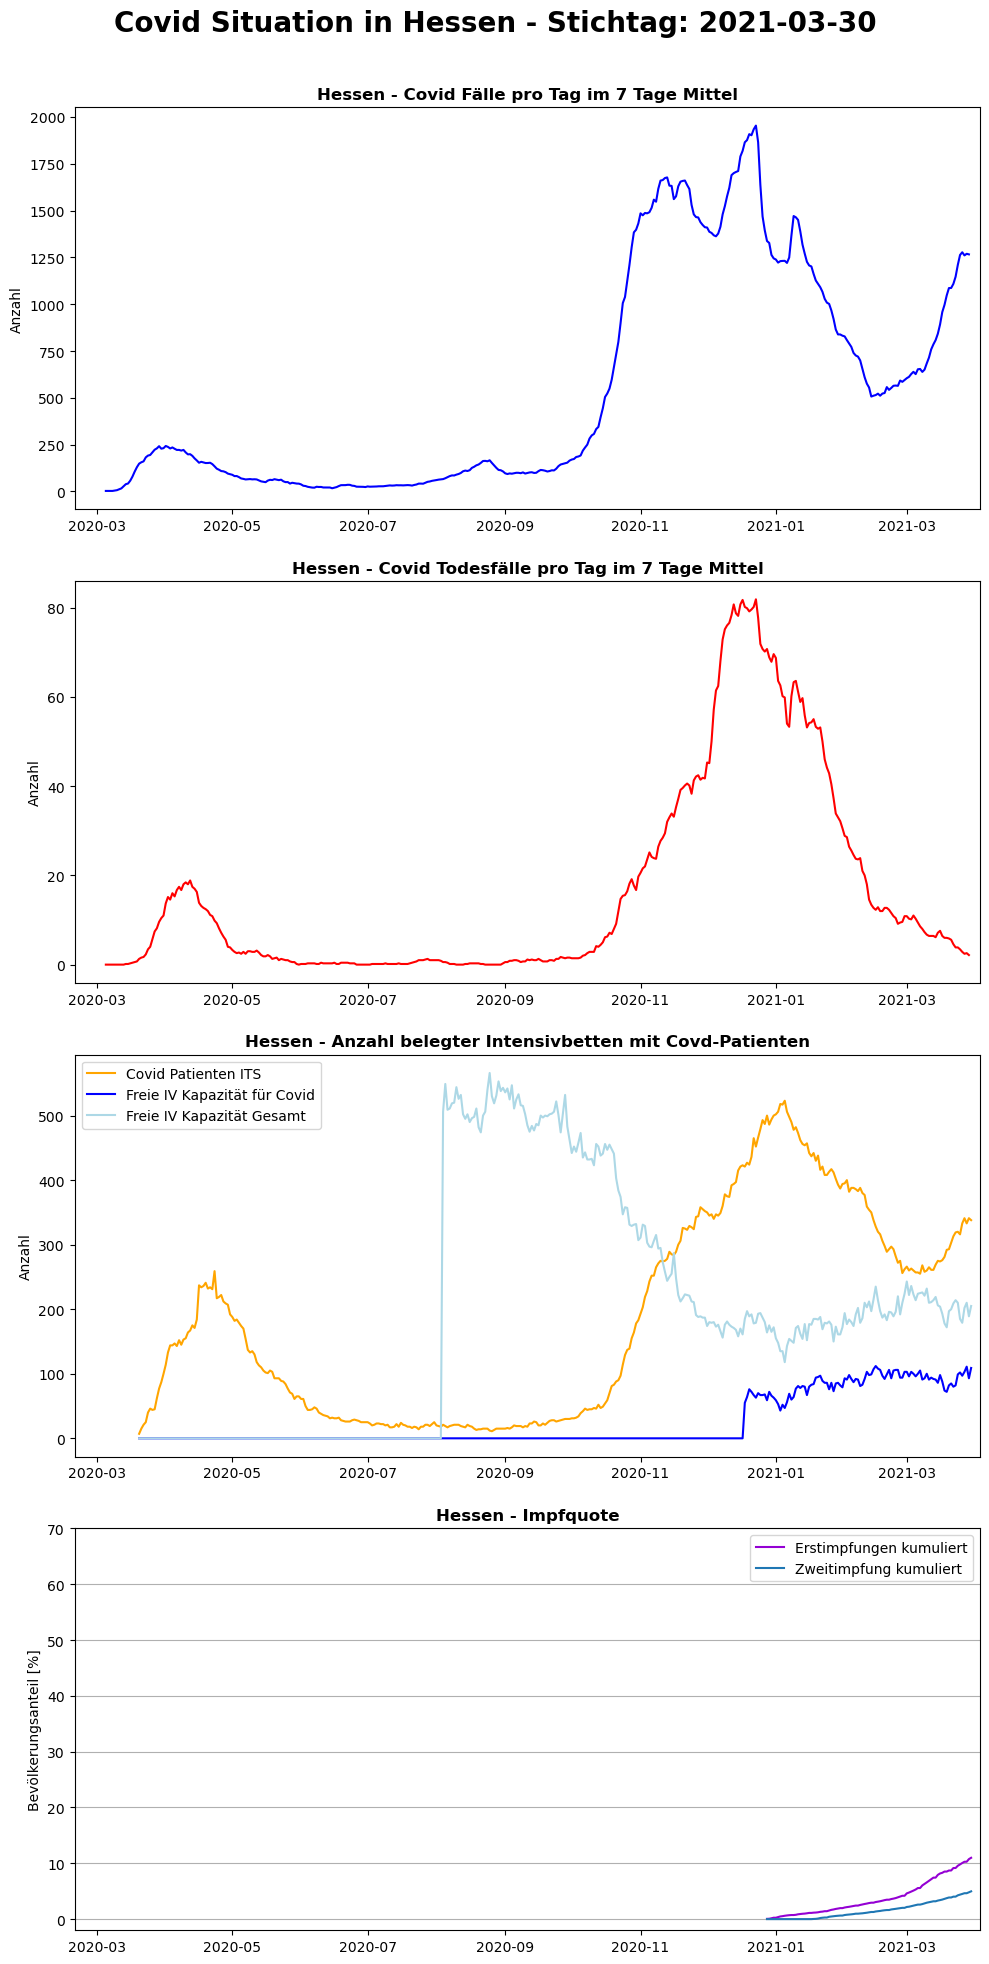 Covid Situation in Hessen - Stichtag: 2021-03-30
Hessen - Covid Fälle pro Tag im 7 Tage Mittel
Anzahl
2000
1750
1500
1250
1000
750
500
250
0
2020-03 2020-05 2020-07 2020-09 2020-11 2021-01 2021-03
Hessen - Covid Todesfälle pro Tag im 7 Tage Mittel
Anzahl
80
60
40
20
0
2020-03 2020-05 2020-07 2020-09 2020-11 2021-01 2021-03
Hessen - Anzahl belegter Intensivbetten mit Covd-Patienten
Covid Patienten ITS
Freie IV Kapazität für Covid
Freie IV Kapazität Gesamt
Anzahl
500
400
300
200
100
0
2020-03 2020-05 2020-07 2020-09 2020-11 2021-01 2021-03
Hessen - Impfquote
Erstimpfungen kumuliert
Zweitimpfung kumuliert
Bevölkerungsanteil [%]
70
60
50
40
30
20
10
0
2020-03 2020-05 2020-07 2020-09 2020-11 2021-01 2021-03